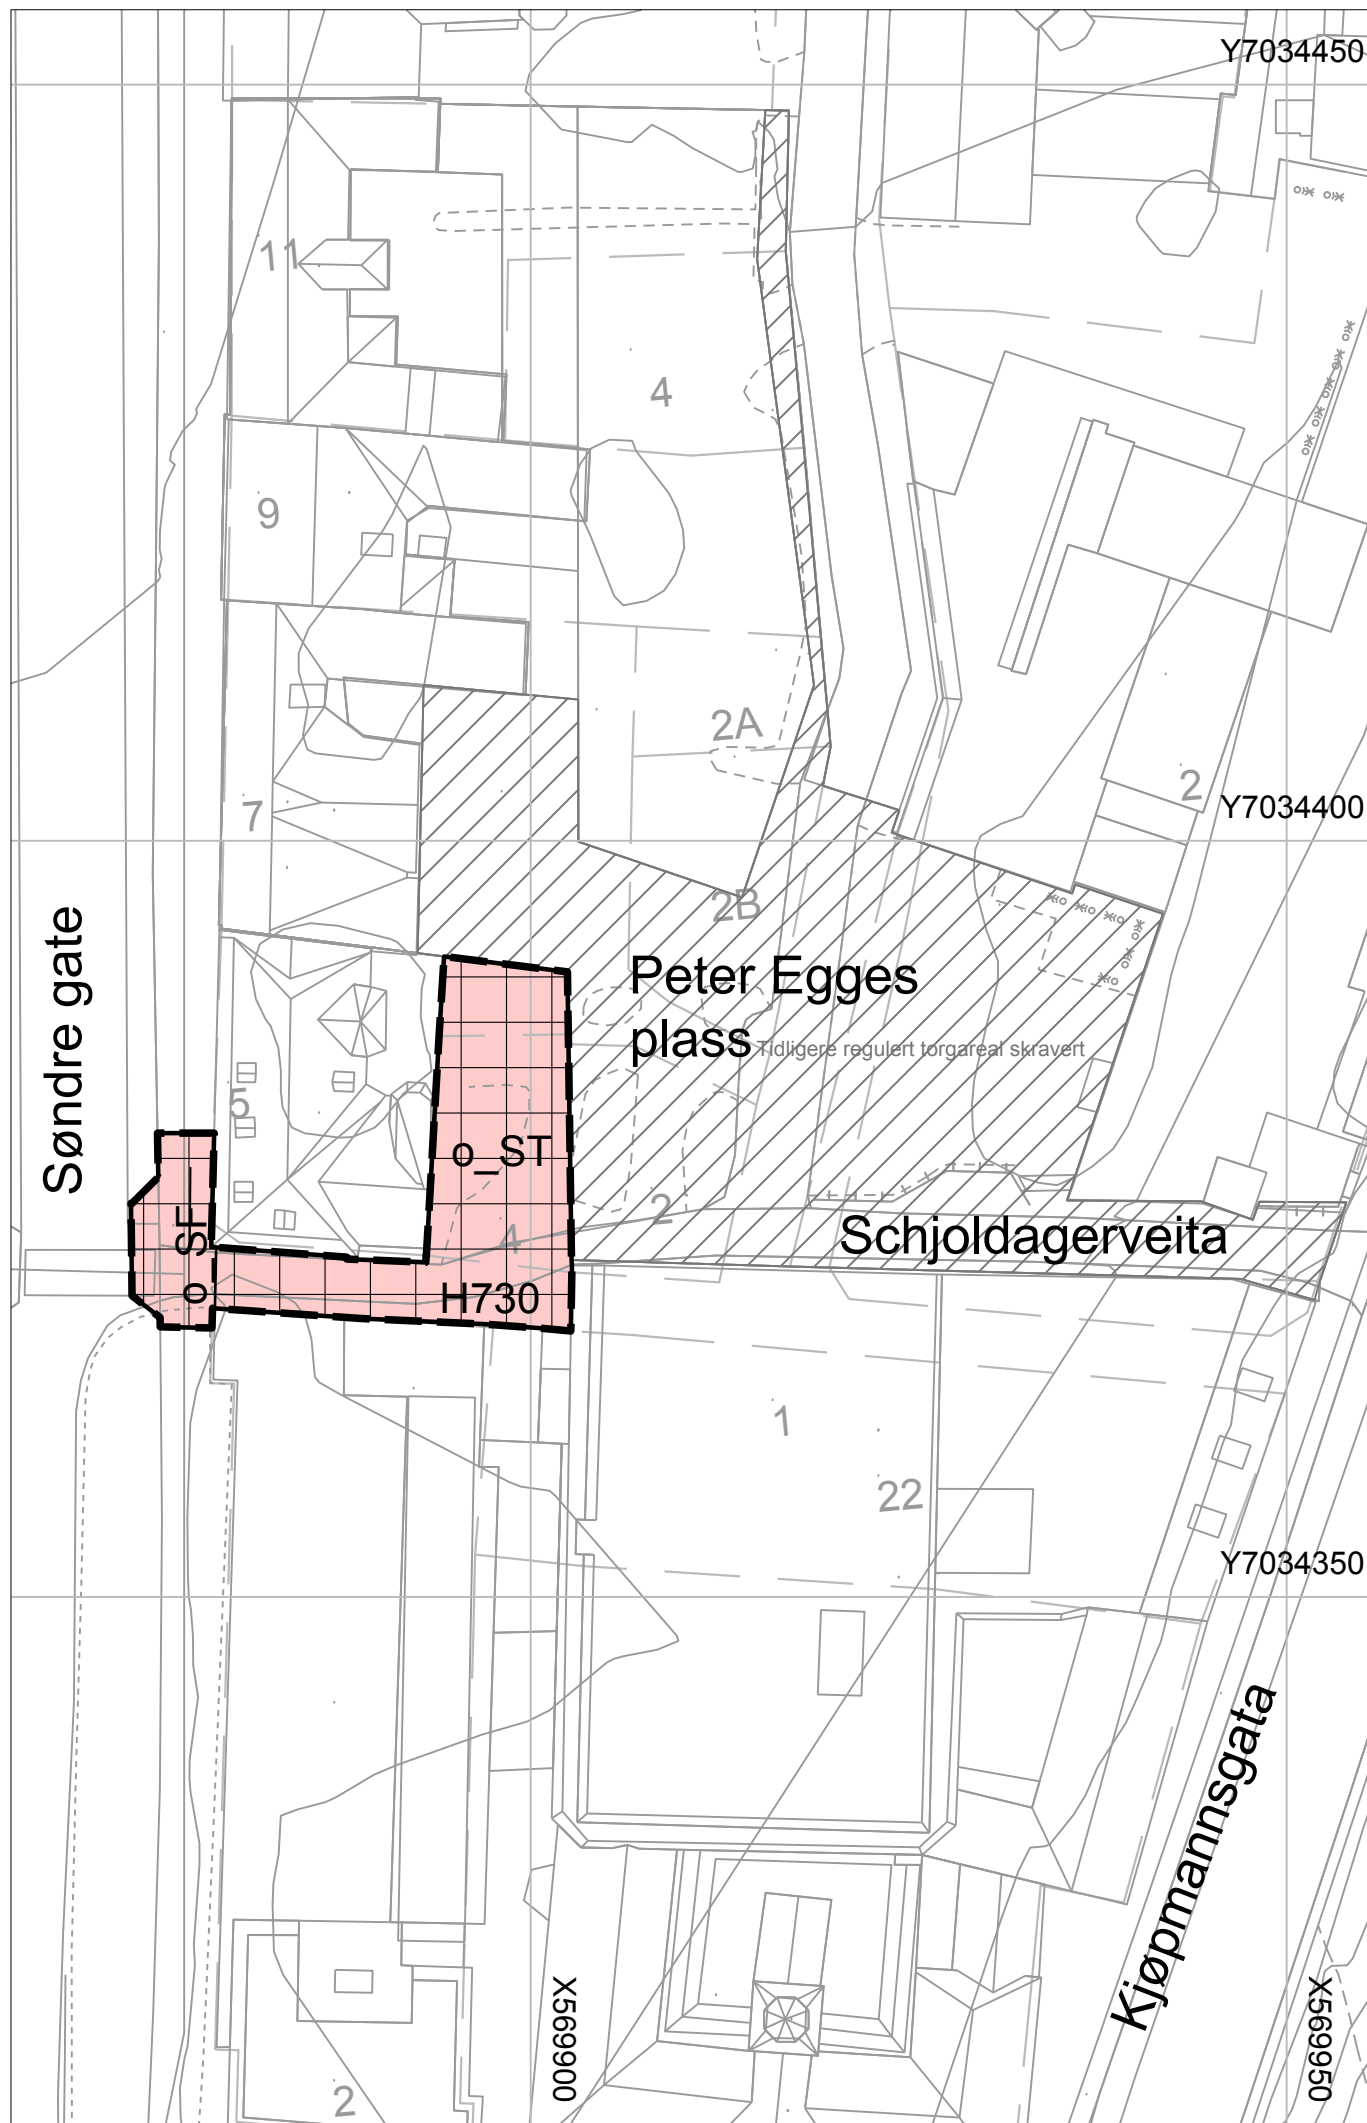 Y7034450
11
4
9
2A
7
2
Y7034400
2B
Søndre gate
Peter Egges
plass
Tidligere regulert torgareal skravert
5
o_ST
2
o_SF
4
Schjoldagerveita
H730
1
22
Y7034350
Kjøpmannsgata
X569900
X569950
2